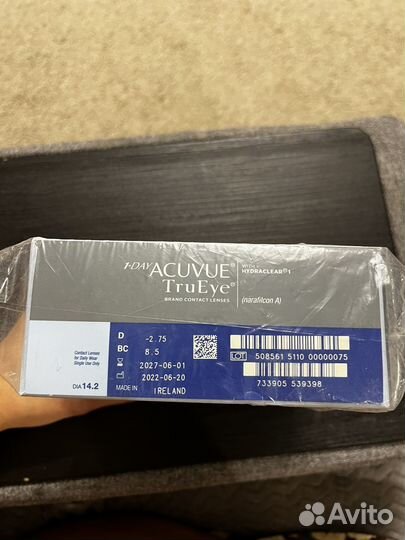 1·DAY ACUVUE®
TruEye®
BRAND CONTACT LENSES
WITH
HYDRACLEAR® 1
(narafilcon A)
Contact Lenses
for Daily Wear
Single Use Only
DIA 14.2
D -2.75
BC 8.5
2027-06-01
2022-06-20
MADE IN IRELAND
LOT 508561 5110 00000075
733905 539398
Avito